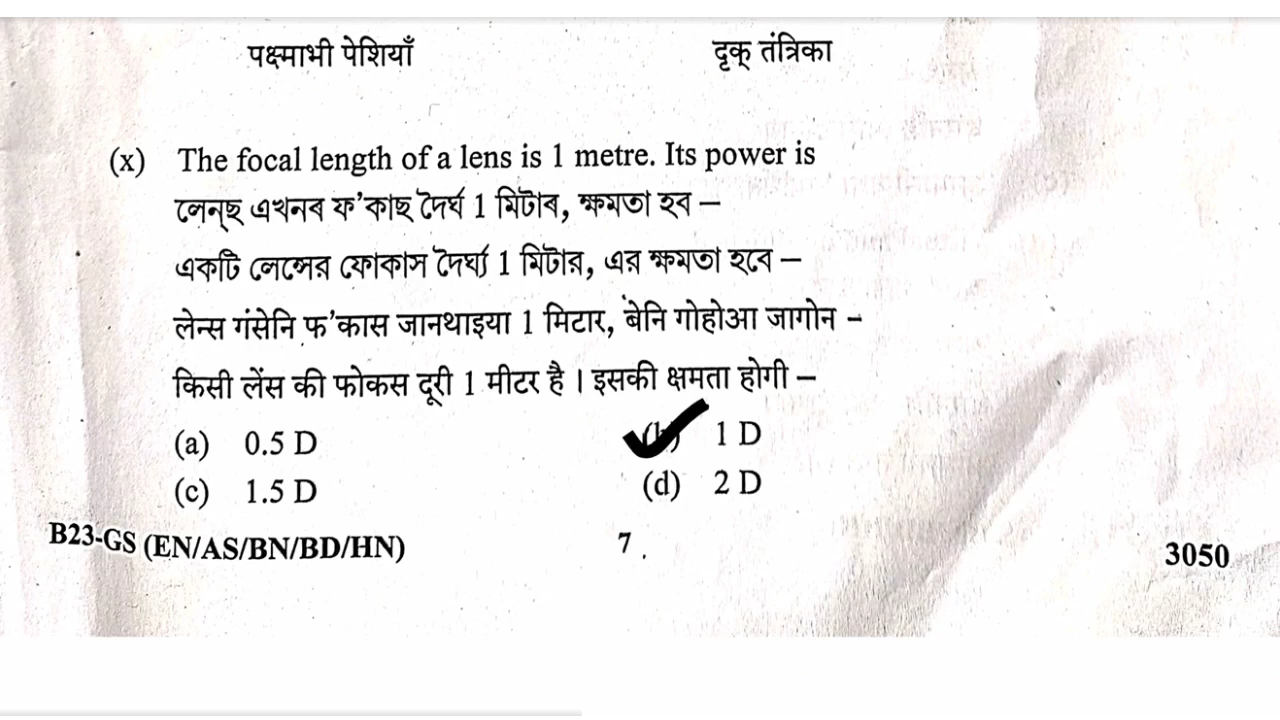 पक्ष्माभी पेशियाँ दृक् तंत्रिका
(x) The focal length of a lens is 1 metre. Its power is
লেন্‌ছ এখনৰ ফ’কাছ দৈৰ্ঘ 1 মিটাৰ, ক্ষমতা হব –
একটি লেন্সের ফোকাস দৈর্ঘ্য 1 মিটার, এর ক্ষমতা হবে –
लेन्स गंसेनि फ’कास जानथाइया 1 मिटार, बेनि गोहोआ जागोन –
किसी लेंस की फोकस दूरी 1 मीटर है । इसकी क्षमता होगी –
(a) 0.5 D (b) 1 D
(c) 1.5 D (d) 2 D
B23-GS (EN/AS/BN/BD/HN) 7 3050